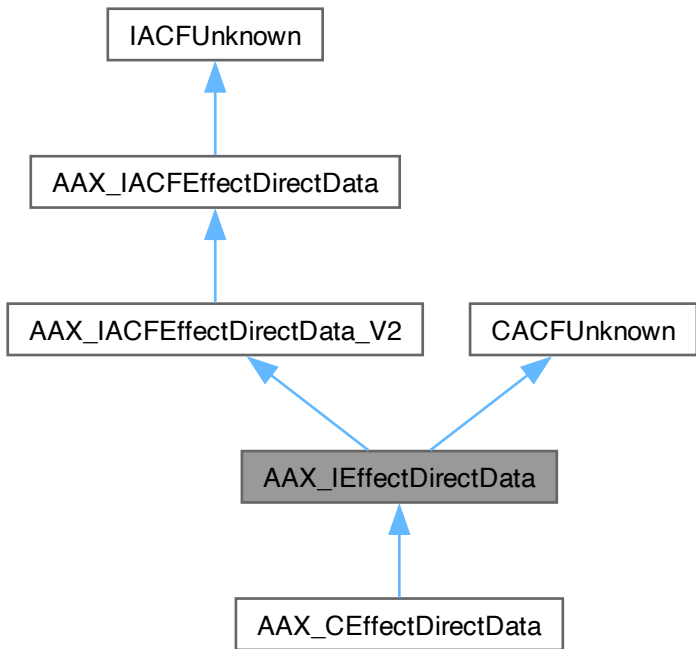 IACFUnknown
AAX_IACFEffectDirectData
AAX_IACFEffectDirectData_V2
CACFUnknown
AAX_IEffectDirectData
AAX_CEffectDirectData